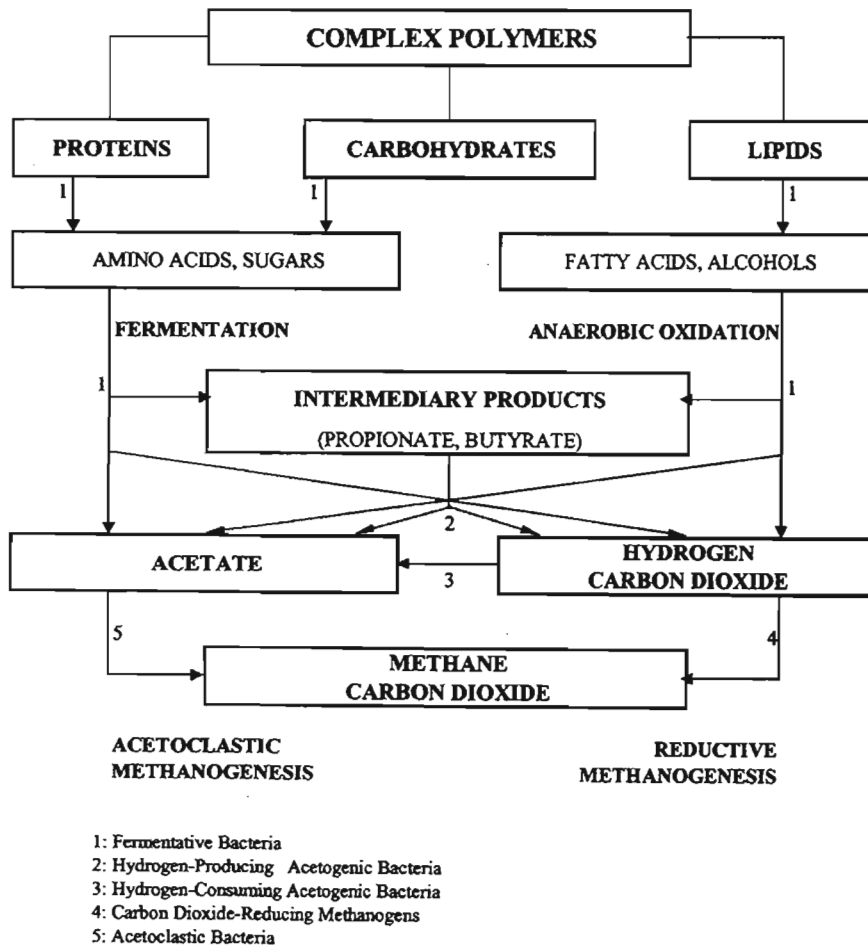 COMPLEX POLYMERS
PROTEINS
CARBOHYDRATES
LIPIDS
1
1
1
AMINO ACIDS, SUGARS
FATTY ACIDS, ALCOHOLS
FERMENTATION
ANAEROBIC OXIDATION
1
1
INTERMEDIARY PRODUCTS
(PROPIONATE, BUTYRATE)
2
ACETATE
HYDROGEN
CARBON DIOXIDE
3
5
4
METHANE
CARBON DIOXIDE
ACETOCLASTIC
METHANOGENESIS
REDUCTIVE
METHANOGENESIS
1: Fermentative Bacteria
2: Hydrogen-Producing Acetogenic Bacteria
3: Hydrogen-Consuming Acetogenic Bacteria
4: Carbon Dioxide-Reducing Methanogens
5: Acetoclastic Bacteria